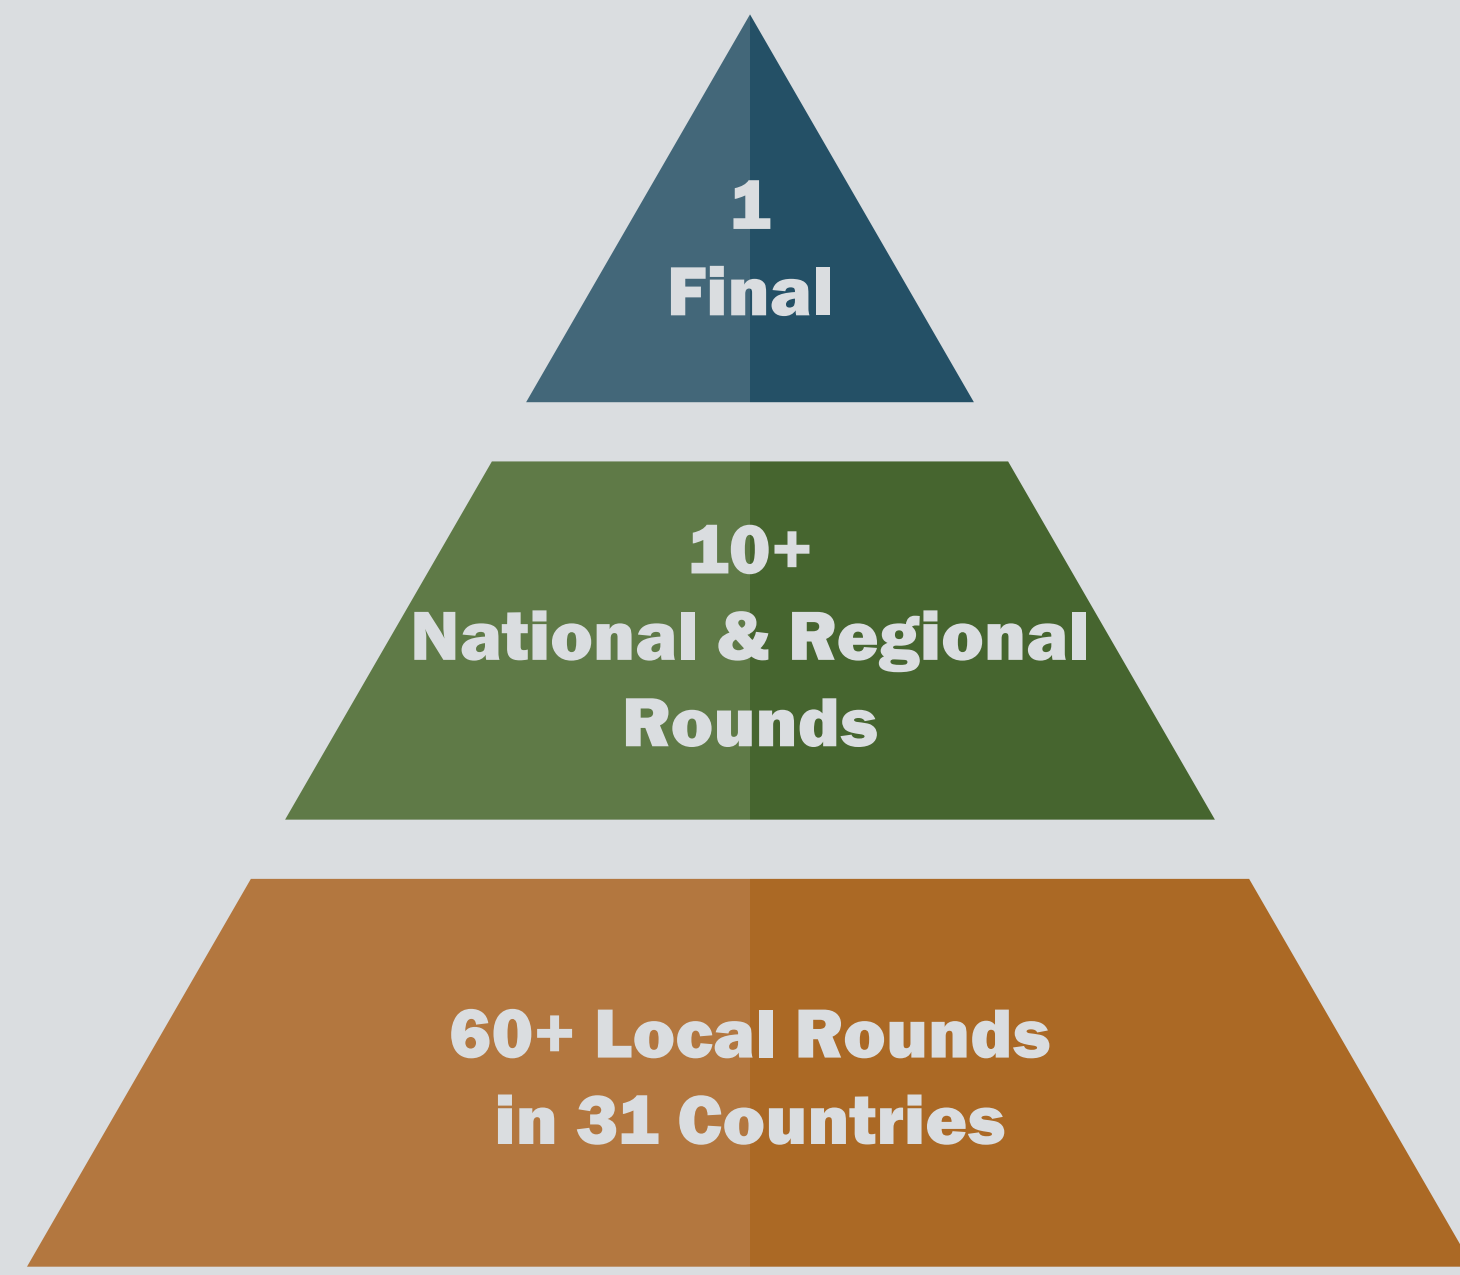 1
Final
10+
National & Regional
Rounds
60+ Local Rounds
in 31 Countries